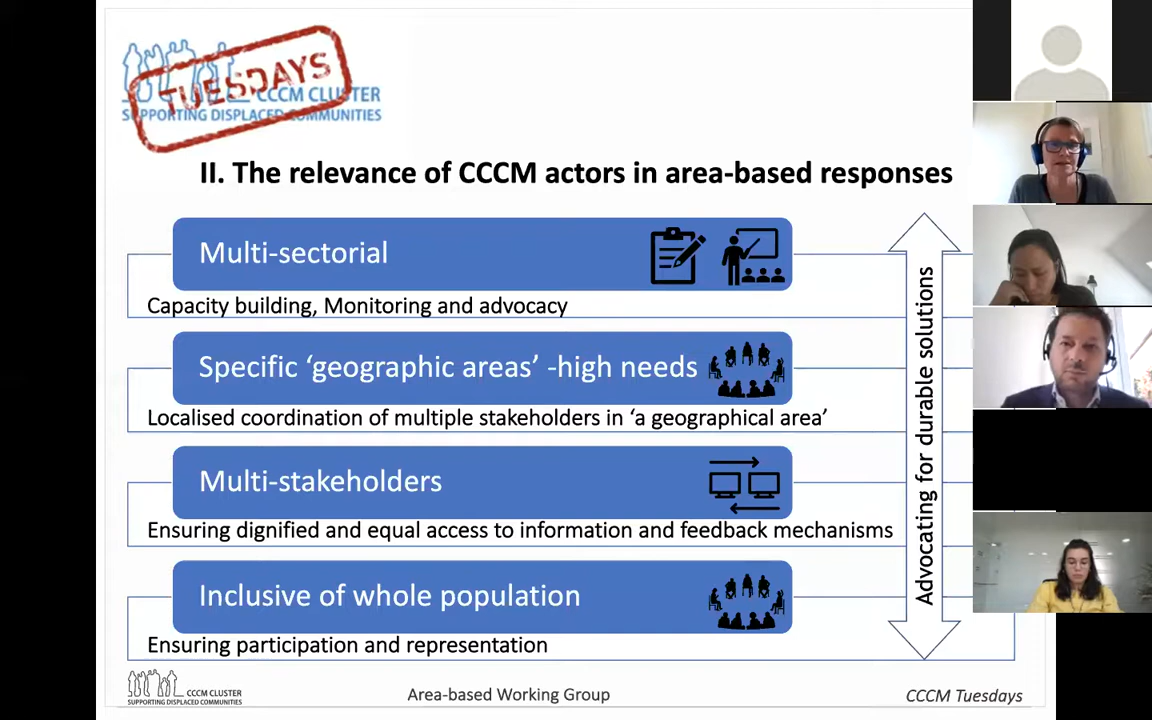 TUESDAYS
CCCM CLUSTER
SUPPORTING DISPLACED COMMUNITIES
II. The relevance of CCCM actors in area-based responses
Multi-sectorial
Capacity building, Monitoring and advocacy
Specific ‘geographic areas’ -high needs
Localised coordination of multiple stakeholders in ‘a geographical area’
Multi-stakeholders
Ensuring dignified and equal access to information and feedback mechanisms
Inclusive of whole population
Ensuring participation and representation
Advocating for durable solutions
CCCM CLUSTER
SUPPORTING DISPLACED COMMUNITIES
Area-based Working Group
CCCM Tuesdays